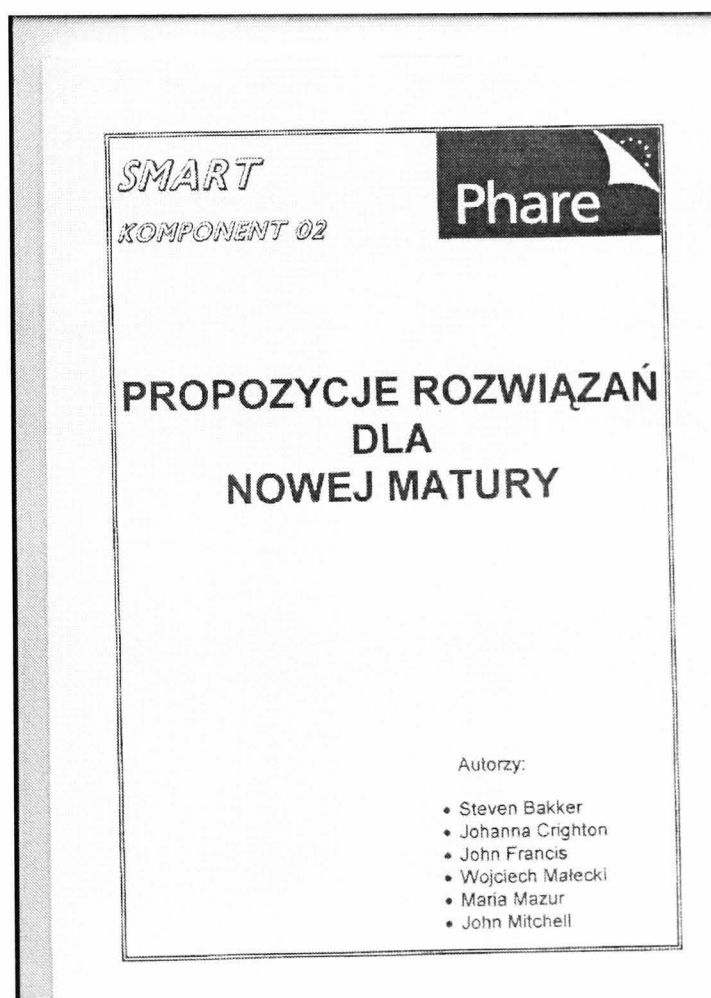 SMART
KOMPONENT 02
Phare
PROPOZYCJE ROZWIĄZAŃ
DLA
NOWEJ MATURY
Autorzy:
• Steven Bakker
• Johanna Crighton
• John Francis
• Wojciech Małecki
• Maria Mazur
• John Mitchell